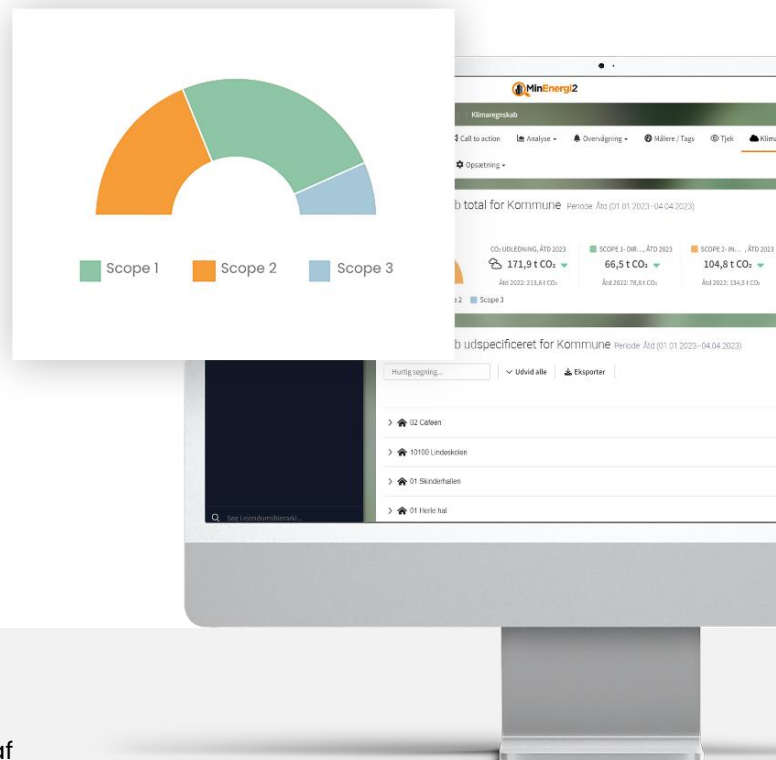 MinEnergi2
Klimaregnskab
Call to action Analyse Overvågning Målere / Tags Tjek Klima
Opsætning
b total for Kommune Periode Åtd (01.01.2023-04.04.2023)
CO₂ UDLEDNING, ÅTD 2023 SCOPE 1- DIR..., ÅTD 2023 SCOPE 2- IN... , ÅTD 2023
171,9 t CO₂ 66,5 t CO₂ 104,8 t CO₂
Åtd 2022: 213,6 t CO₂ Åtd 2022: 78,8 t CO₂ Åtd 2022: 134,5 t CO₂
Scope 1 Scope 2 Scope 3
e 2 Scope 3
b udspecificeret for Kommune Periode Åtd (01.01.2023-04.04.2023)
Hurtig søgning... Udvid alle Eksporter
02 Cafeen
10100 Lindeskolen
01 Skinderhallen
01 Herle hal
Søg i ejendomshierarki...
af